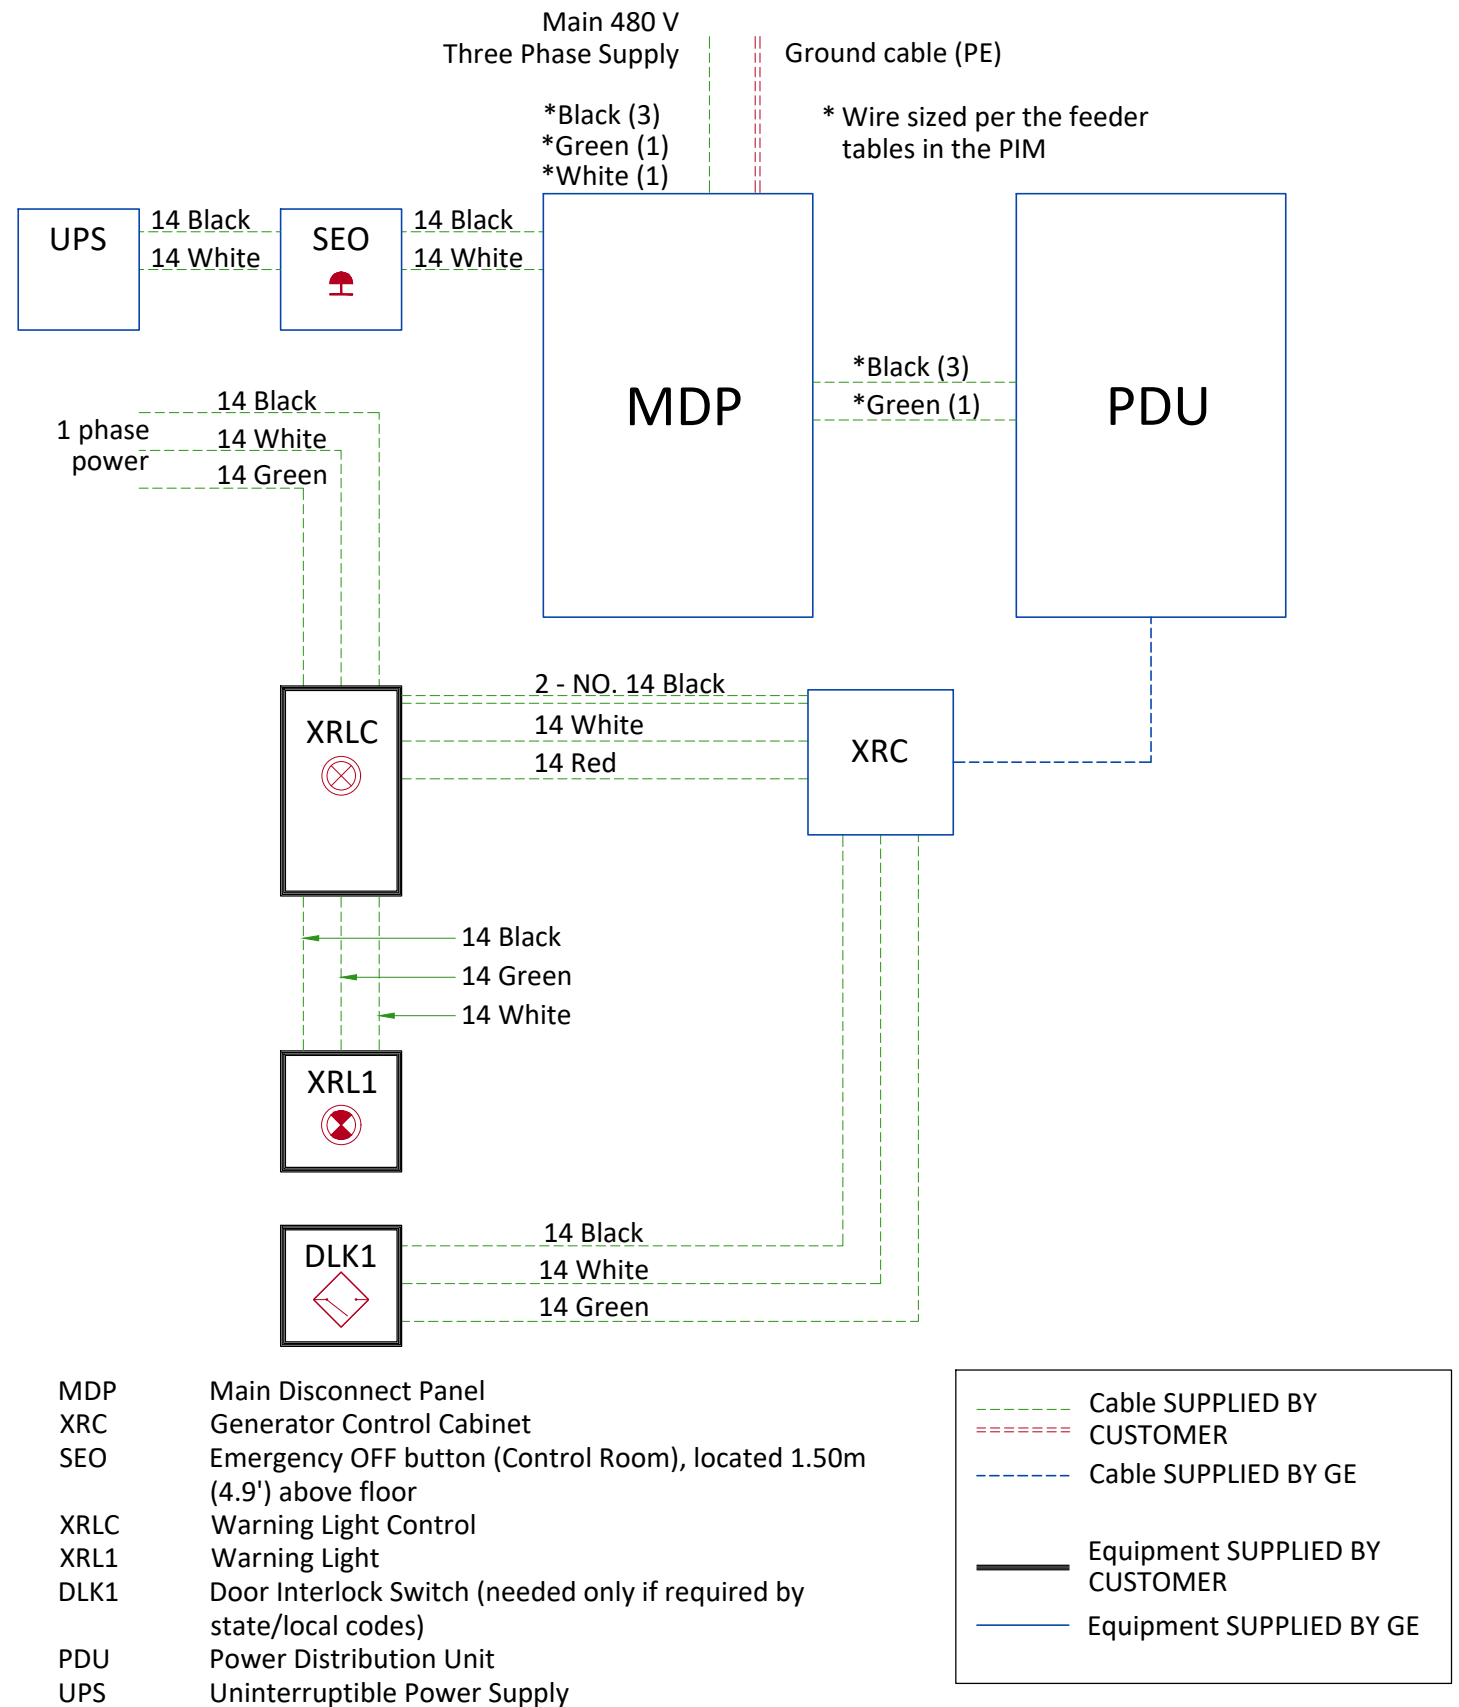 Main 480 V
Three Phase Supply
Ground cable (PE)
*Black (3)
*Green (1)
*White (1)
* Wire sized per the feeder
tables in the PIM
UPS
14 Black
14 White
SEO
14 Black
14 White
MDP
*Black (3)
*Green (1)
PDU
1 phase
power
14 Black
14 White
14 Green
XRLC
2 - NO. 14 Black
14 White
14 Red
XRC
14 Black
14 Green
14 White
XRL1
DLK1
14 Black
14 White
14 Green
MDP Main Disconnect Panel
XRC Generator Control Cabinet
SEO Emergency OFF button (Control Room), located 1.50m
(4.9') above floor
XRLC Warning Light Control
XRL1 Warning Light
DLK1 Door Interlock Switch (needed only if required by
state/local codes)
PDU Power Distribution Unit
UPS Uninterruptible Power Supply
Cable SUPPLIED BY
CUSTOMER
Cable SUPPLIED BY GE
Equipment SUPPLIED BY
CUSTOMER
Equipment SUPPLIED BY GE